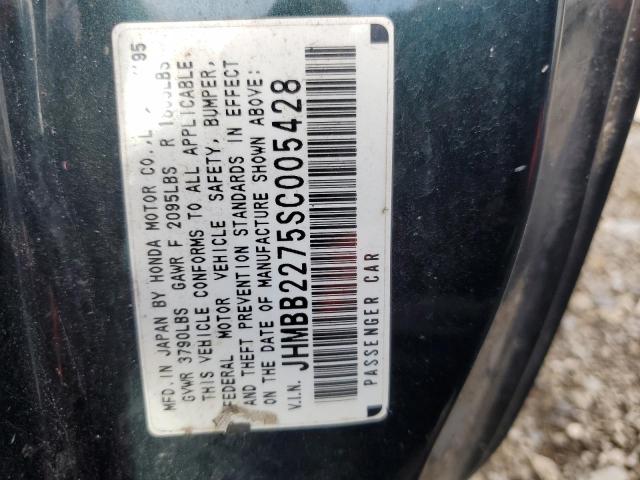 MFD. IN JAPAN BY HONDA MOTOR CO., L 95
GVWR 3790LBS GAWR F 2095LBS R
THIS VEHICLE CONFORMS TO ALL APPLICABLE
FEDERAL MOTOR VEHICLE SAFETY, BUMPER,
AND THEFT PREVENTION STANDARDS IN EFFECT
ON THE DATE OF MANUFACTURE SHOWN ABOVE:
V.I.N. JHMBB2275SC005428
PASSENGER CAR